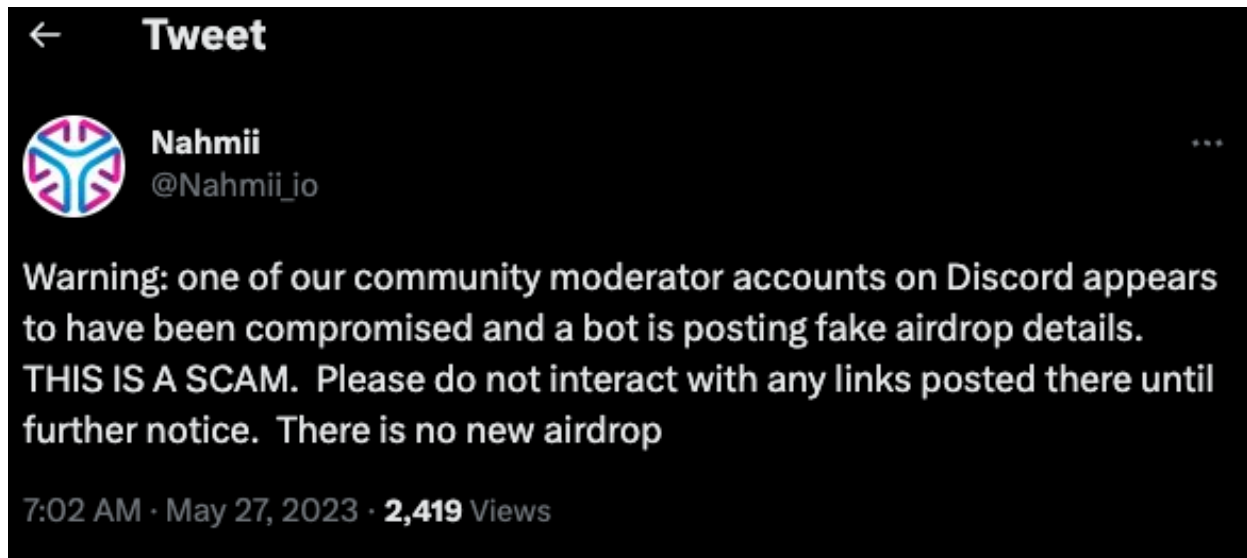 ← Tweet
Nahmii
@Nahmii_io
...
Warning: one of our community moderator accounts on Discord appears
to have been compromised and a bot is posting fake airdrop details.
THIS IS A SCAM.  Please do not interact with any links posted there until
further notice.  There is no new airdrop
7:02 AM · May 27, 2023 · 2,419 Views